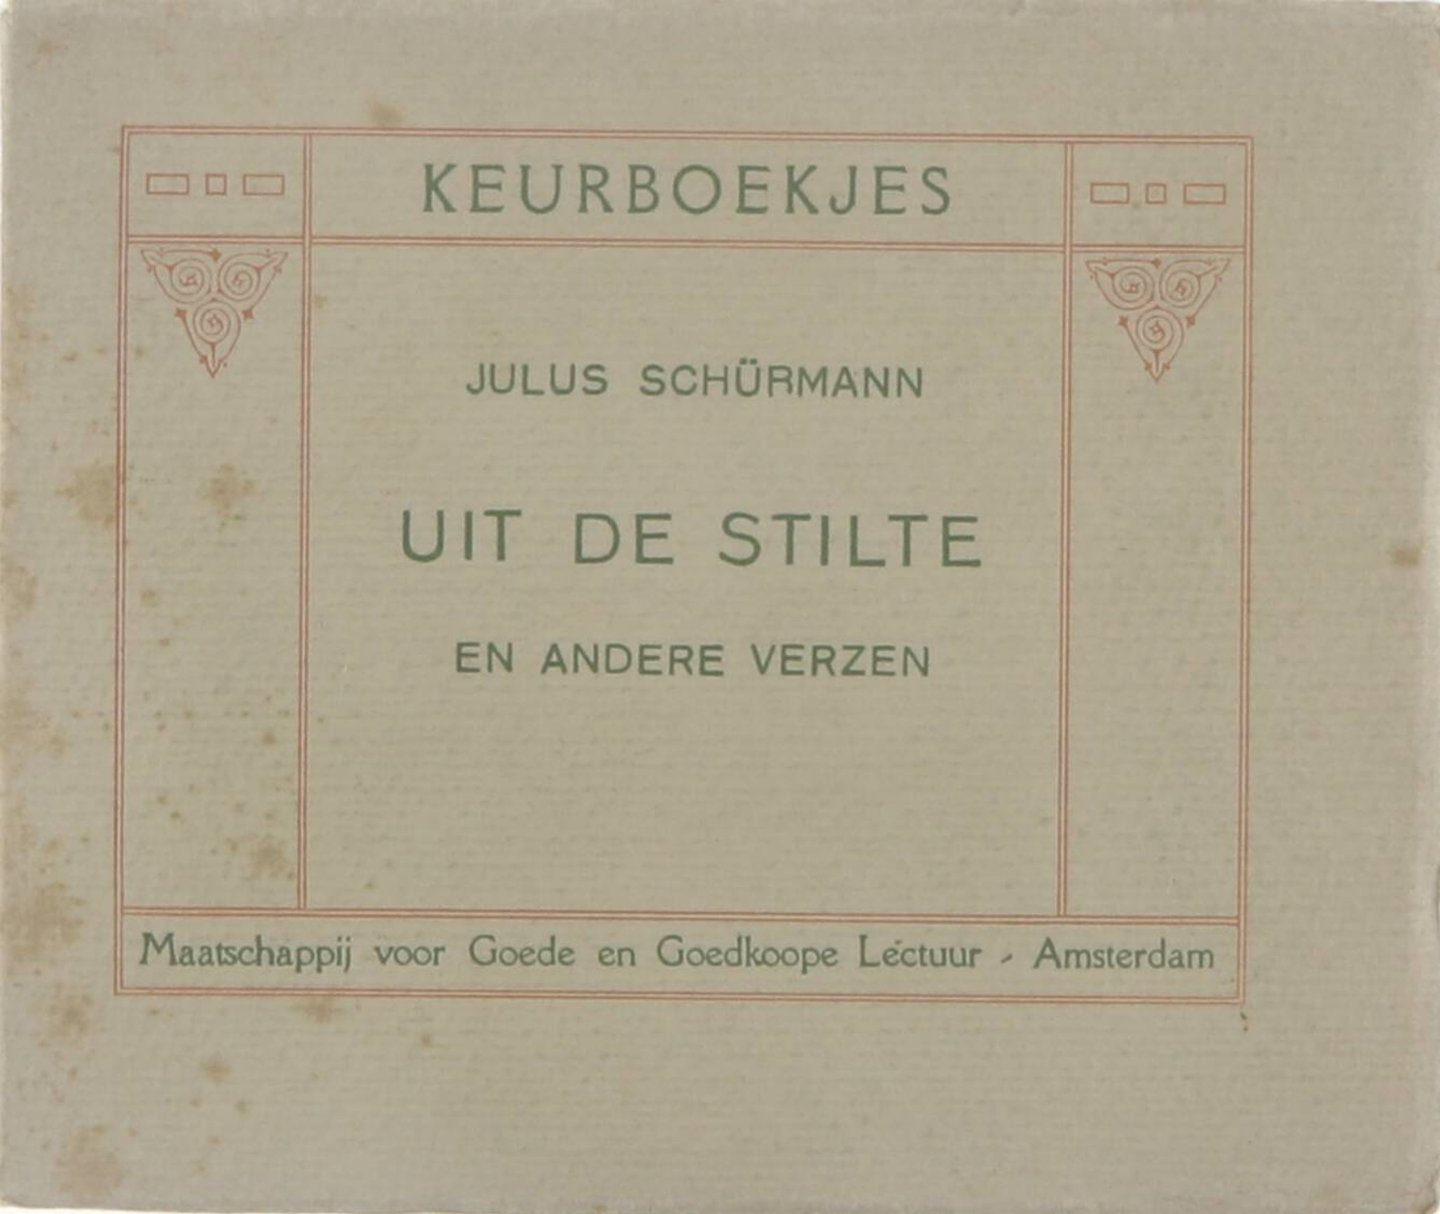 KEURBOEKJES
JULUS SCHÜRMANN
UIT DE STILTE
EN ANDERE VERZEN
Maatschappij voor Goede en Goedkoope Lectuur - Amsterdam